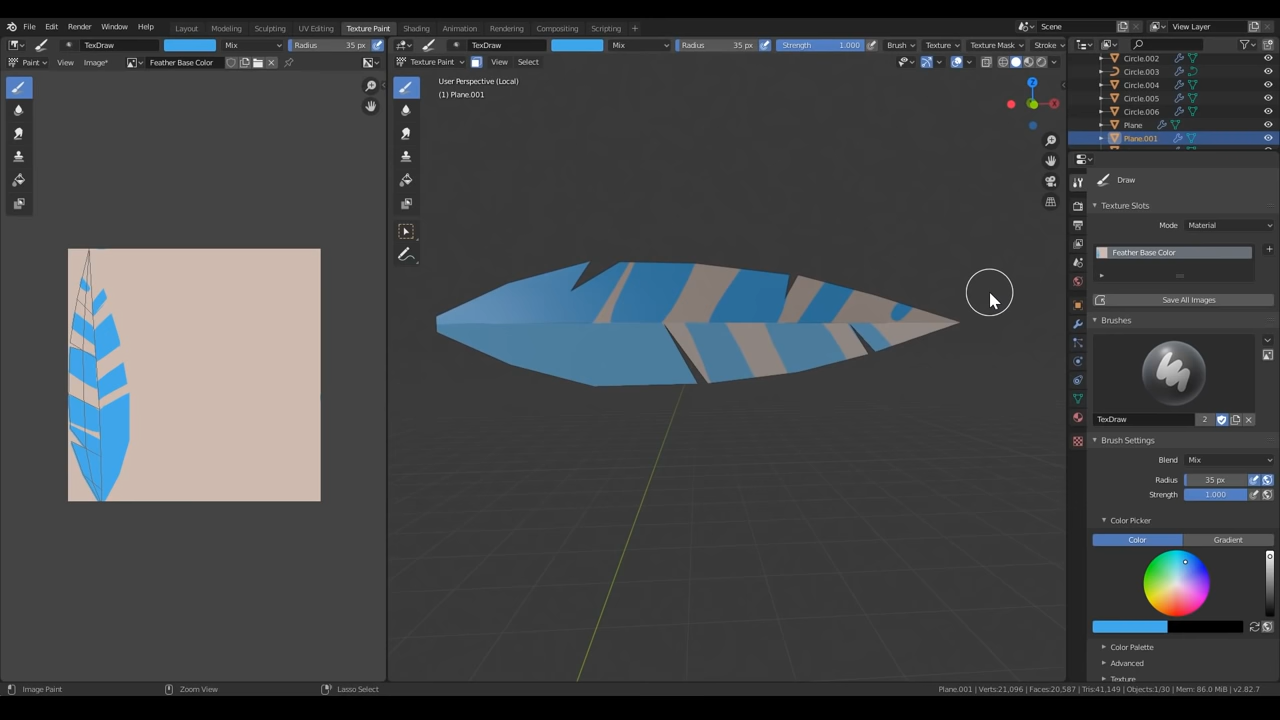 File Edit Render Window Help Layout Modeling Sculpting UV Editing Texture Paint Shading Animation Rendering Compositing Scripting Scene View Layer
TexDraw Mix Radius 35 px TexDraw Mix Radius 35 px Strength 1.000 Brush Texture Texture Mask Stroke
Paint View Image* Feather Base Color Texture Paint View Select
User Perspective (Local)
(1) Plane.001
Z
Circle.002
Circle.003
Circle.004
Circle.005
Circle.006
Plane
Plane.001
Draw
Texture Slots
Mode Material
Feather Base Color
Save All Images
Brushes
TexDraw 2
Brush Settings
Blend Mix
Radius 35 px
Strength 1.000
Color Picker
Color Gradient
Color Palette
Advanced
Texture
Image Paint Zoom View Lasso Select Plane.001 | Verts:21,096 | Faces:20,587 | Tris:41,149 | Objects:1/30 | Mem: 86.0 MiB | v2.82.7